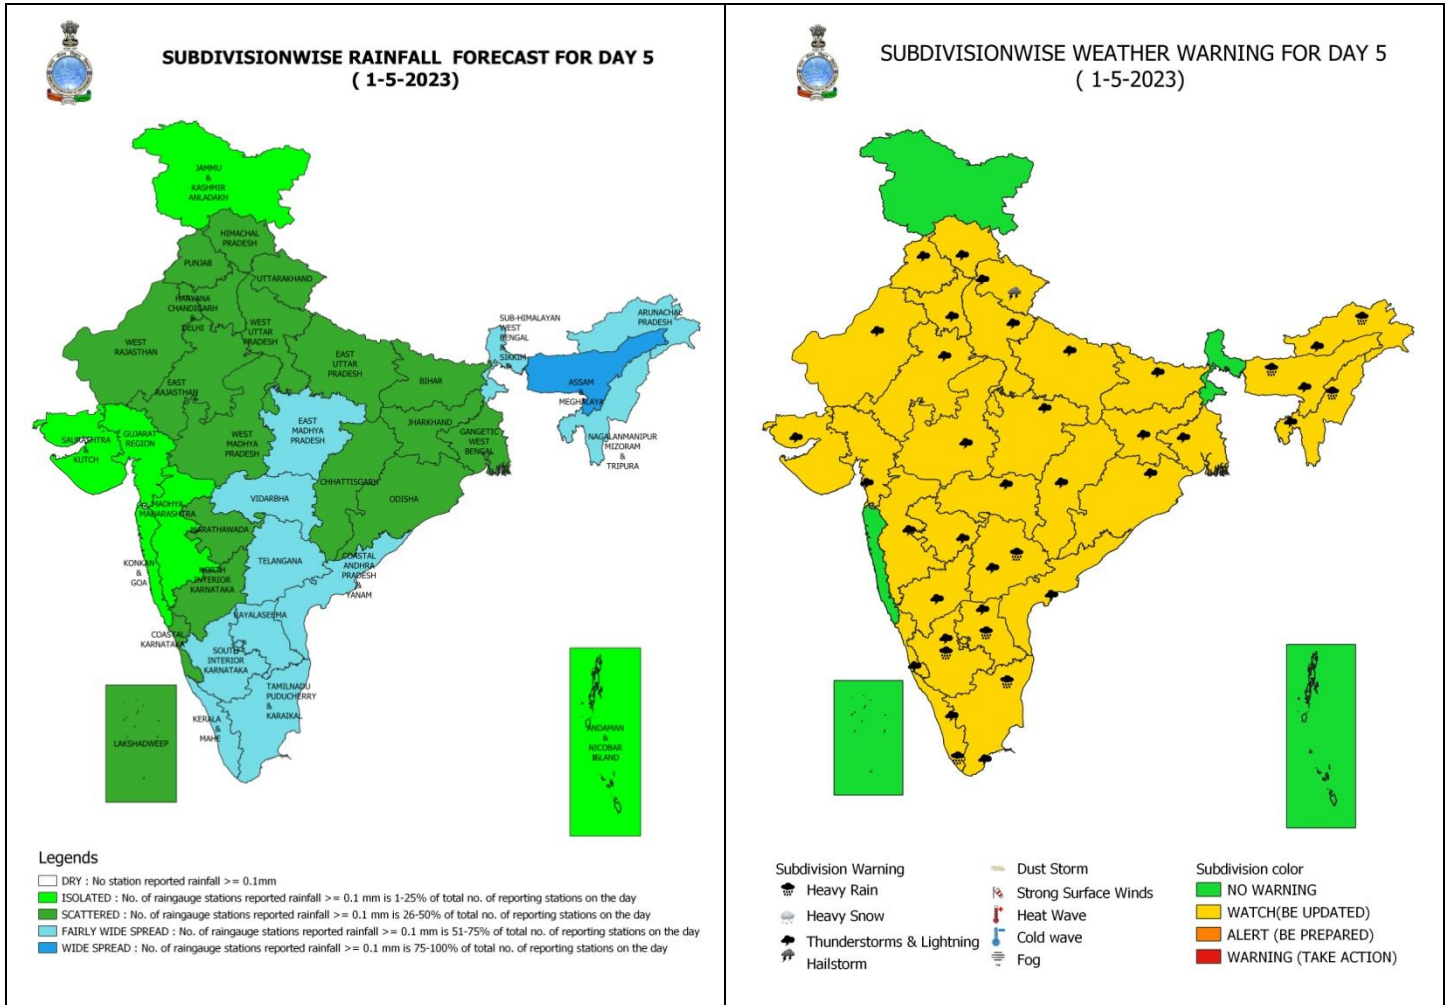 SUBDIVISIONWISE RAINFALL FORECAST FOR DAY 5
( 1-5-2023)
JAMMU
&
KASHMIR
ANLADAKH
HIMACHAL
PRADESH
PUNJAB
UTTARAKHAND
HARYANA
CHANDIGARH
&
DELHI
WEST
UTTAR
PRADESH
WEST
RAJASTHAN
EAST
RAJASTHAN
EAST
UTTAR
PRADESH
BIHAR
SUB-HIMALAYAN
WEST
BENGAL
&
SIKKIM
ARUNACHAL
PRADESH
ASSAM
&
MEGHALAYA
NAGALANMANIPUR
MIZORAM
&
TRIPURA
SAURASHTRA
&
KUTCH
GUJARAT
REGION
WEST
MADHYA
PRADESH
EAST
MADHYA
PRADESH
JHARKHAND
GANGETIC
WEST
BENGAL
CHHATTISGARH
ODISHA
VIDARBHA
MADHYA
MAHARASHTRA
MARATHAWADA
KONKAN
&
GOA
TELANGANA
COASTAL
ANDHRA
PRADESH
&
YANAM
NORTH
INTERIOR
KARNATAKA
RAYALASEEMA
COASTAL
KARNATAKA
SOUTH
INTERIOR
KARNATAKA
TAMILNADU
PUDUCHERRY
&
KARAIKAL
KERALA
&
MAHE
LAKSHADWEEP
ANDAMAN
&
NICOBAR
ISLAND
Legends
DRY : No station reported rainfall >= 0.1mm
ISOLATED : No. of raingauge stations reported rainfall >= 0.1 mm is 1-25% of total no. of reporting stations on the day
SCATTERED : No. of raingauge stations reported rainfall >= 0.1 mm is 26-50% of total no. of reporting stations on the day
FAIRLY WIDE SPREAD : No. of raingauge stations reported rainfall >= 0.1 mm is 51-75% of total no. of reporting stations on the day
WIDE SPREAD : No. of raingauge stations reported rainfall >= 0.1 mm is 75-100% of total no. of reporting stations on the day
SUBDIVISIONWISE WEATHER WARNING FOR DAY 5
( 1-5-2023)
Subdivision Warning
Heavy Rain
Heavy Snow
Thunderstorms & Lightning
Hailstorm
Dust Storm
Strong Surface Winds
Heat Wave
Cold wave
Fog
Subdivision color
NO WARNING
WATCH(BE UPDATED)
ALERT (BE PREPARED)
WARNING (TAKE ACTION)